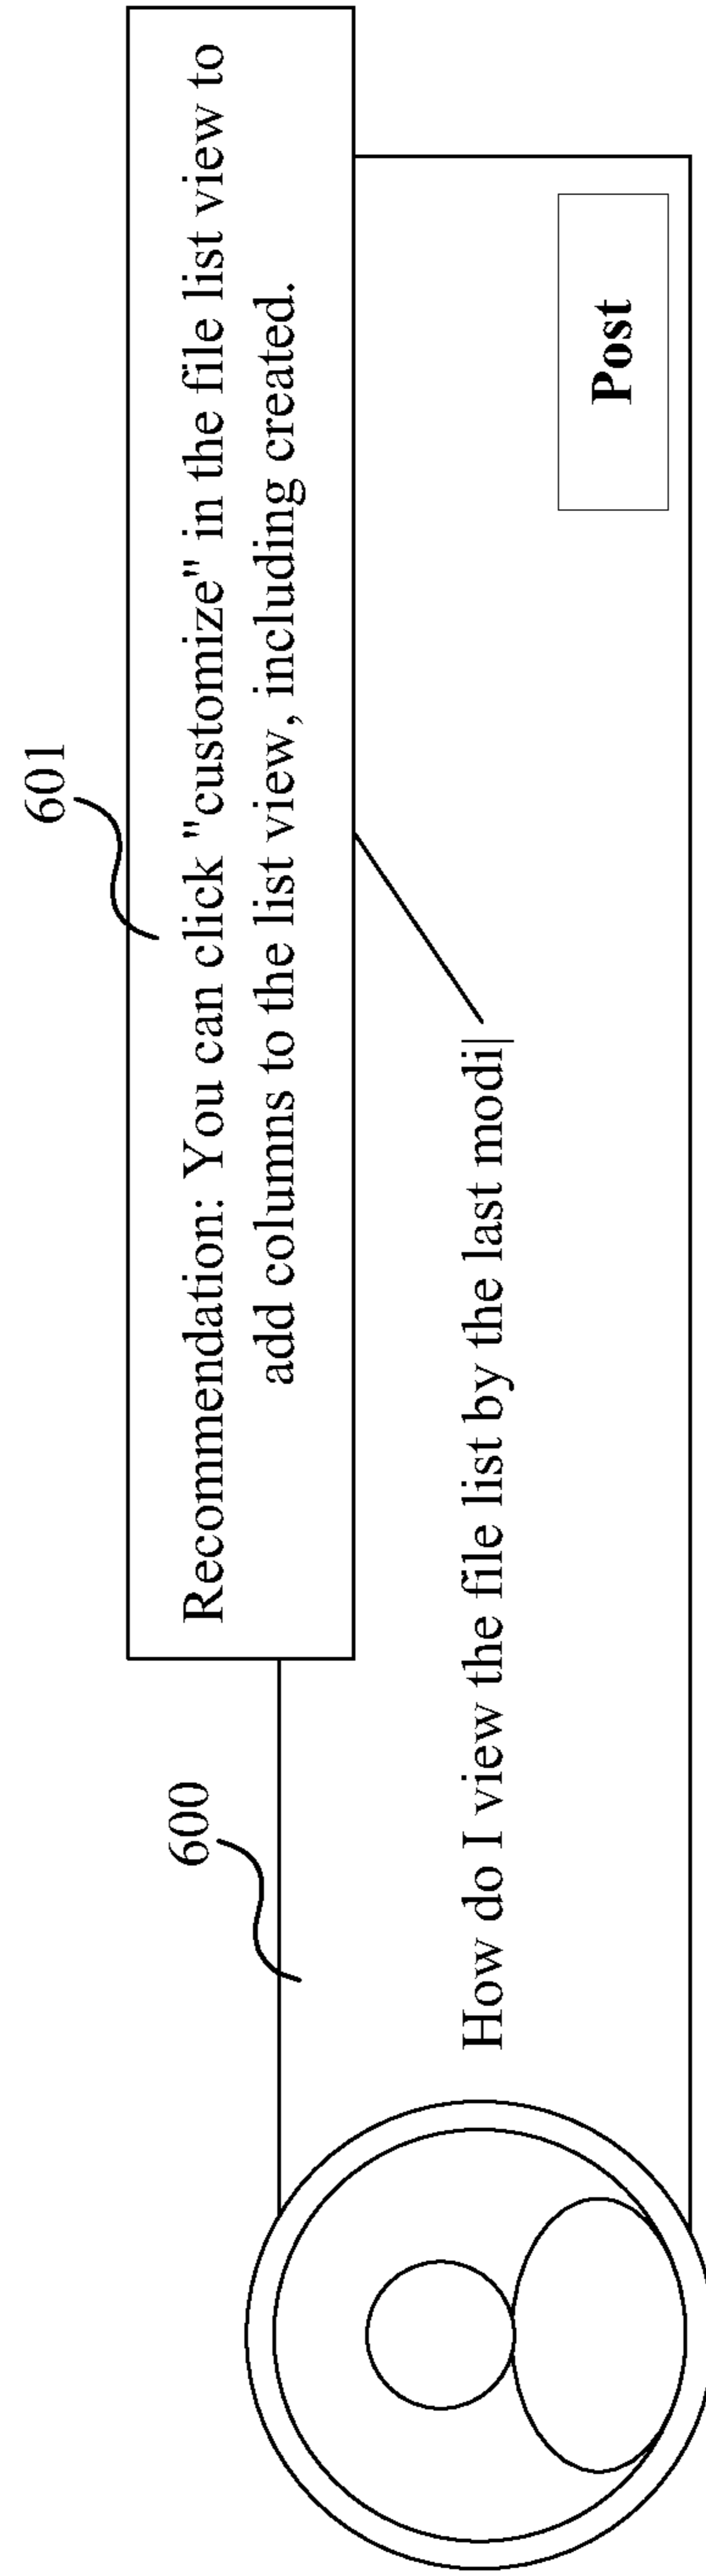 601
Recommendation: You can click "customize" in the file list view to
add columns to the list view, including created.
600
How do I view the file list by the last modi|
Post